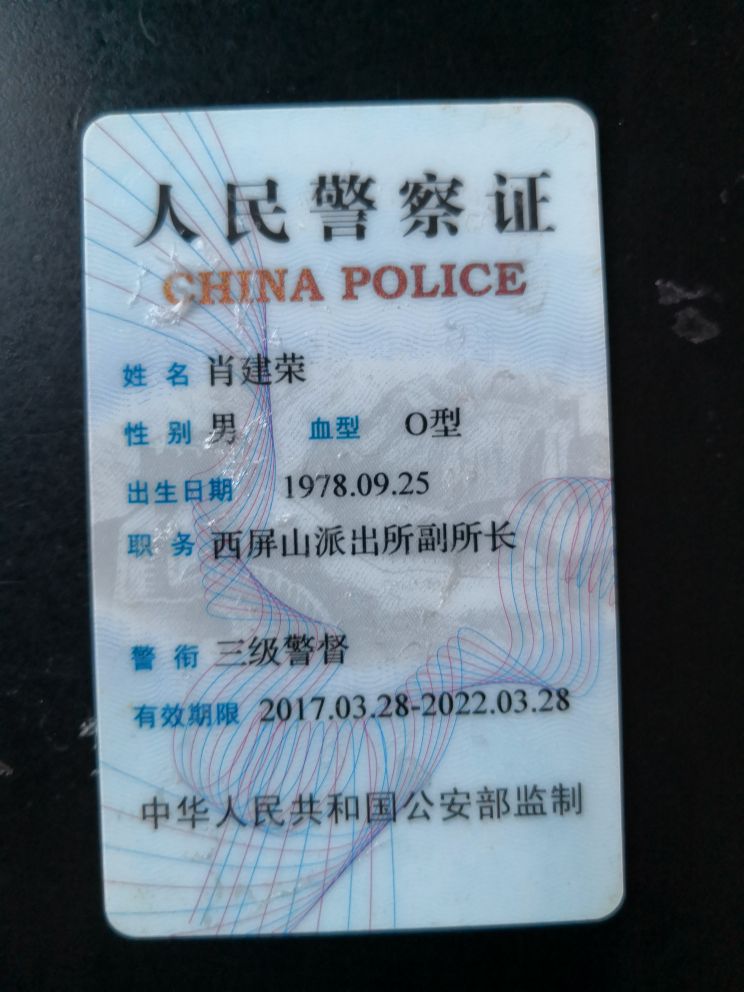 人民警察证
CHINA POLICE
姓名 肖建荣
性别 男 血型 O型
出生日期 1978.09.25
职务 西屏山派出所副所长
警衔 三级警督
有效期限 2017.03.28-2022.03.28
中华人民共和国公安部监制